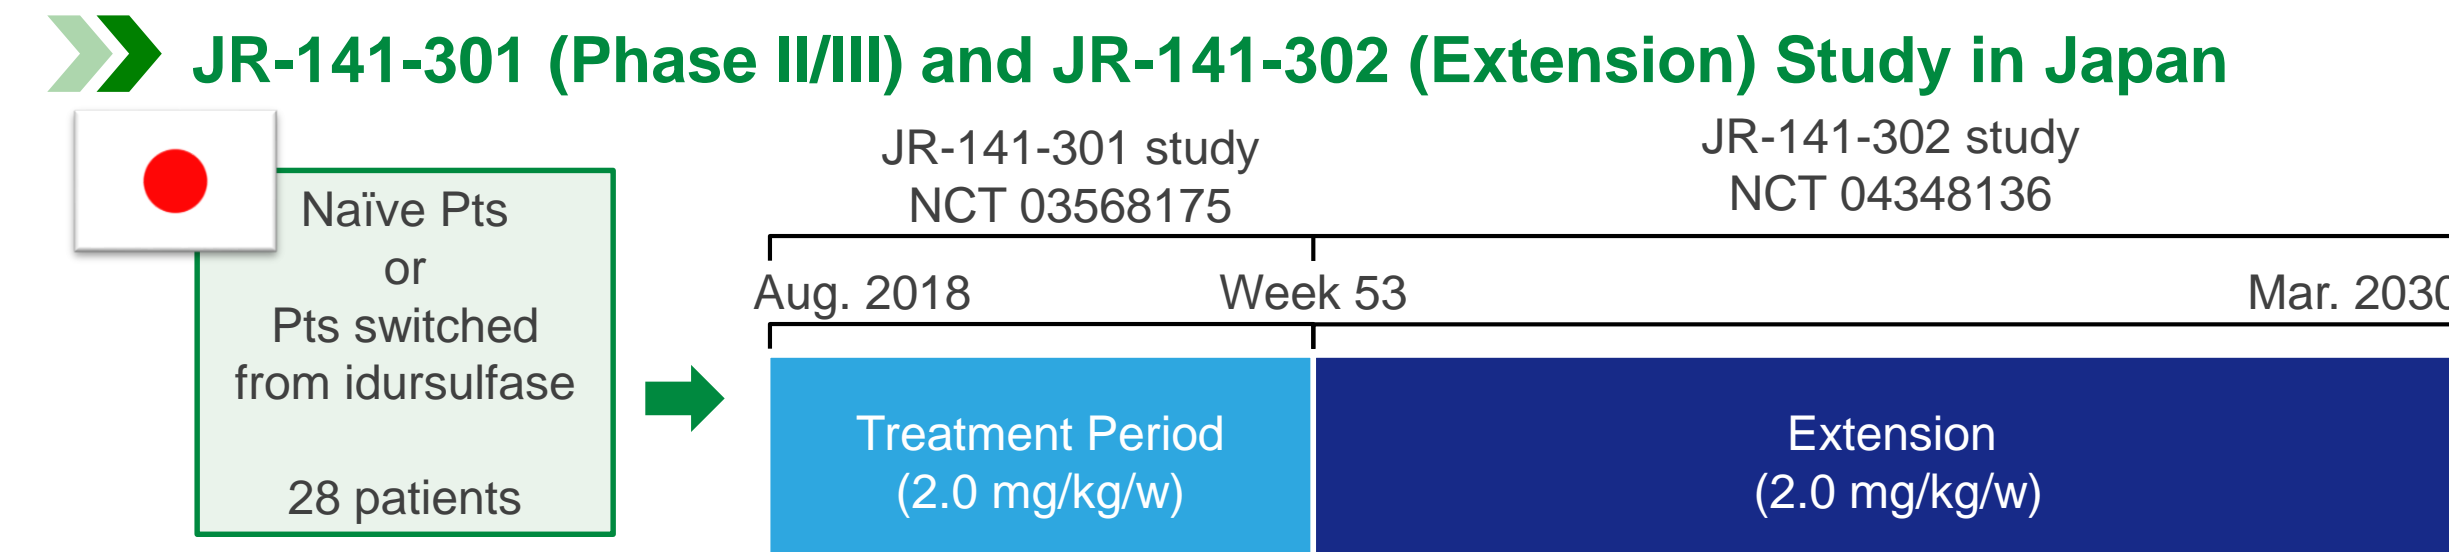 JR-141-301 (Phase II/III) and JR-141-302 (Extension) Study in Japan
Naïve Pts
or
Pts switched
from idursulfase
28 patients
JR-141-301 study
NCT 03568175
JR-141-302 study
NCT 04348136
Aug. 2018
Week 53
Mar. 2030
Treatment Period
(2.0 mg/kg/w)
Extension
(2.0 mg/kg/w)